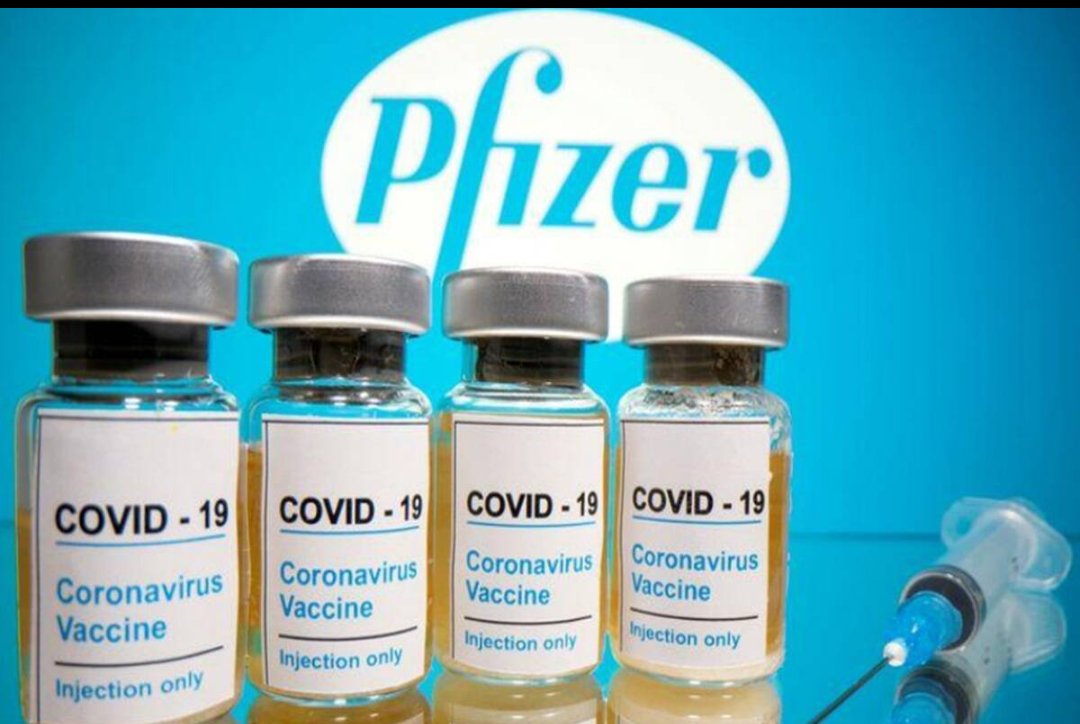 Pfizer
COVID - 19
Coronavirus
Vaccine
Injection only
COVID - 19
Coronavirus
Vaccine
Injection only
COVID - 19
Coronavirus
Vaccine
Injection only
COVID - 19
Coronavirus
Vaccine
Injection only